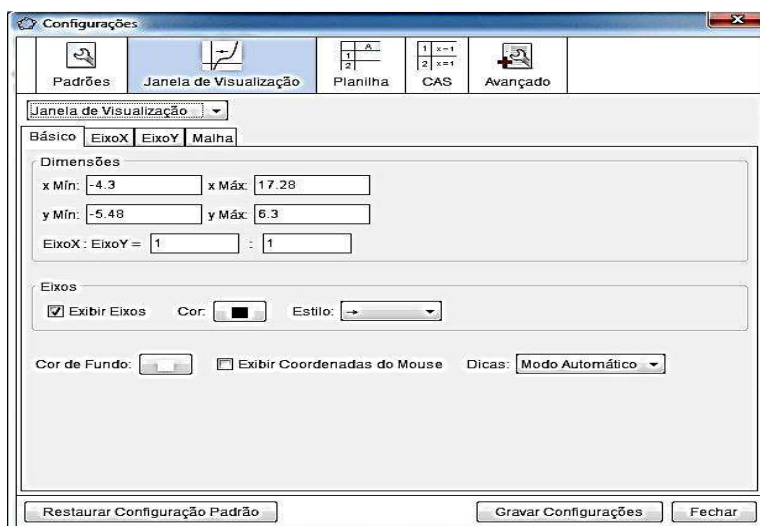 Configurações
Padrões Janela de Visualização Planilha CAS Avançado
Janela de Visualização
Básico EixoX EixoY Malha
Dimensões
x Mín: -4.3 x Máx: 17.28
y Mín: -5.48 y Máx: 6.3
EixoX : EixoY = 1 : 1
Eixos
Exibir Eixos Cor: Estilo:
Cor de Fundo: Exibir Coordenadas do Mouse Dicas: Modo Automático
Restaurar Configuração Padrão Gravar Configurações Fechar